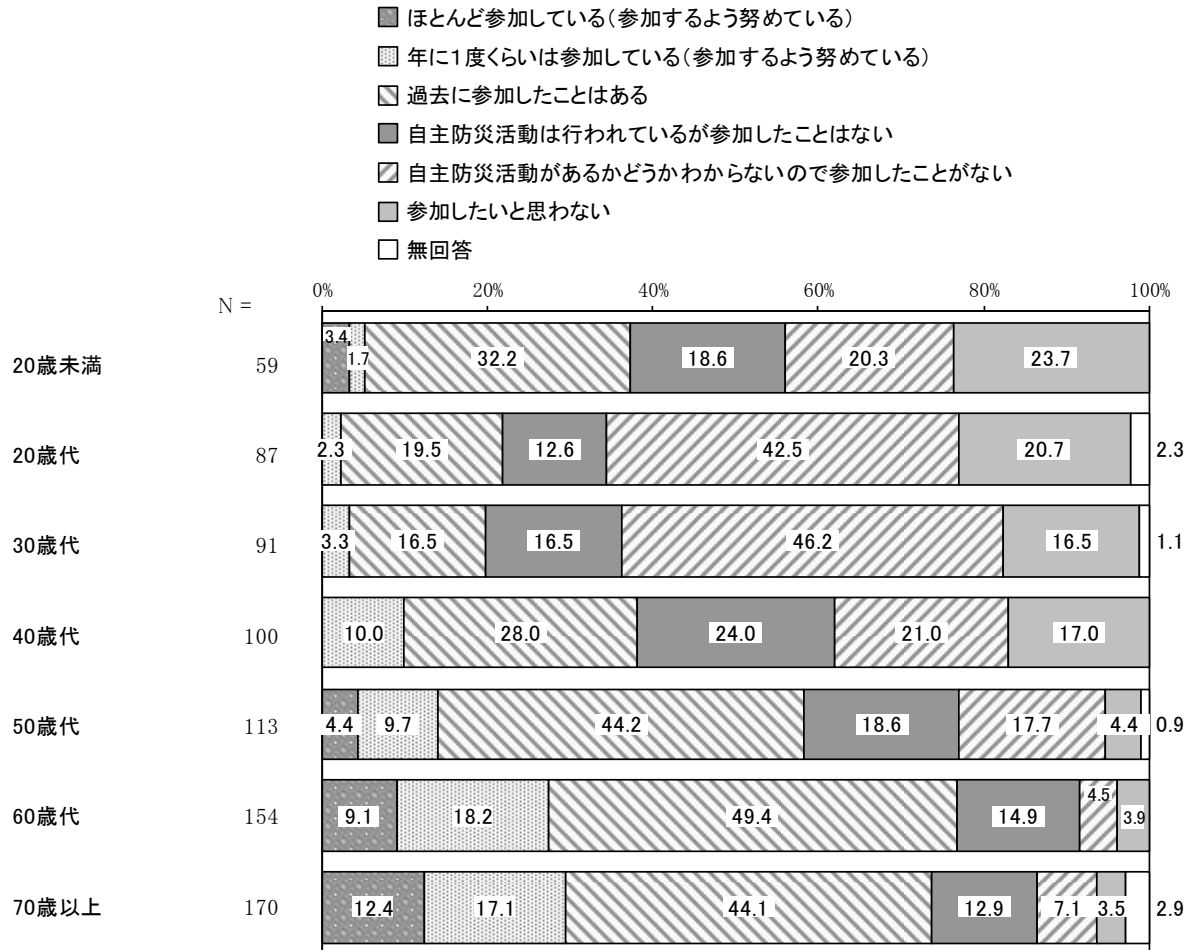 ほとんど参加している（参加するよう努めている）
年に１度くらいは参加している（参加するよう努めている）
過去に参加したことはある
自主防災活動は行われているが参加したことはない
自主防災活動があるかどうかわからないので参加したことがない
参加したいと思わない
無回答
N = 0% 20% 40% 60% 80% 100%
20歳未満 59 3.4 1.7 32.2 18.6 20.3 23.7
20歳代 87 2.3 19.5 12.6 42.5 20.7 2.3
30歳代 91 3.3 16.5 16.5 46.2 16.5 1.1
40歳代 100 10.0 28.0 24.0 21.0 17.0
50歳代 113 4.4 9.7 44.2 18.6 17.7 4.4 0.9
60歳代 154 9.1 18.2 49.4 14.9 4.5 3.9
70歳以上 170 12.4 17.1 44.1 12.9 7.1 3.5 2.9